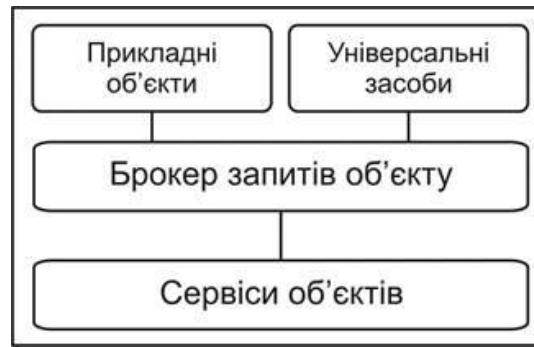 Прикладні
об’єкти
Універсальні
засоби
Брокер запитів об’єкту
Сервіси об’єктів